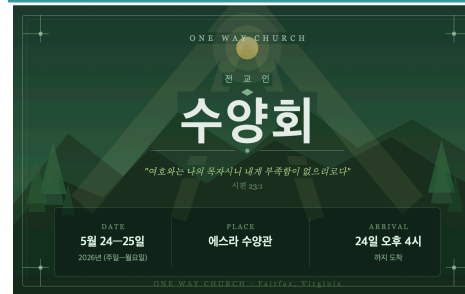 ONE WAY CHURCH
전 교 인
수양회
"여호와는 나의 목자시니 내게 부족함이 없으리로다"
시편 23:1
DATE
5월 24—25일
2026년 (주일—월요일)
PLACE
에스라 수양관
ARRIVAL
24일 오후 4시
까지 도착
ONE WAY CHURCH · Fairfax, Virginia